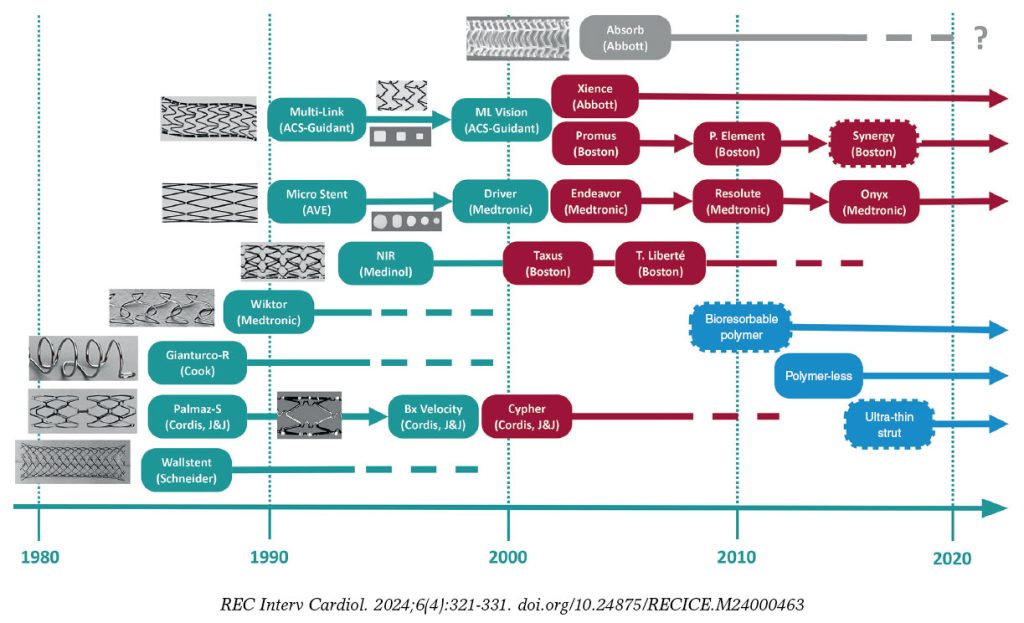 Absorb
(Abbott)
?
Xience
(Abbott)
Multi-Link
(ACS-Guidant)
ML Vision
(ACS-Guidant)
Promus
(Boston)
P. Element
(Boston)
Synergy
(Boston)
Micro Stent
(AVE)
Driver
(Medtronic)
Endeavor
(Medtronic)
Resolute
(Medtronic)
Onyx
(Medtronic)
NIR
(Medinol)
Taxus
(Boston)
T. Liberté
(Boston)
Wiktor
(Medtronic)
Bioresorbable
polymer
Gianturco-R
(Cook)
Polymer-less
Palmaz-S
(Cordis, J&J)
Bx Velocity
(Cordis, J&J)
Cypher
(Cordis, J&J)
Ultra-thin
strut
Wallstent
(Schneider)
1980
1990
2000
2010
2020
REC Interv Cardiol. 2024;6(4):321-331. doi.org/10.24875/RECICE.M24000463